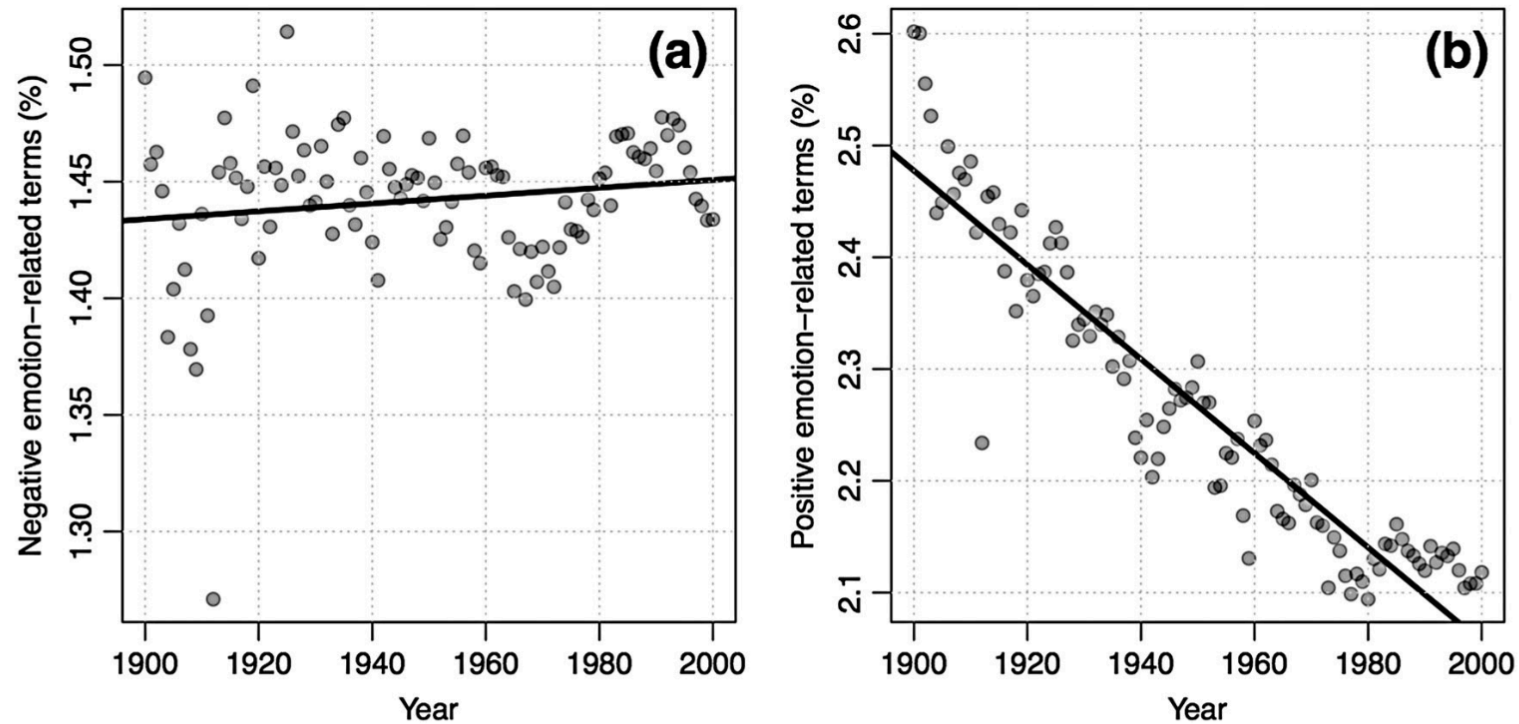 (a)
Negative emotion−related terms (%)
1.50
1.45
1.40
1.35
1.30
1900 1920 1940 1960 1980 2000
Year
(b)
Positive emotion−related terms (%)
2.6
2.5
2.4
2.3
2.2
2.1
1900 1920 1940 1960 1980 2000
Year